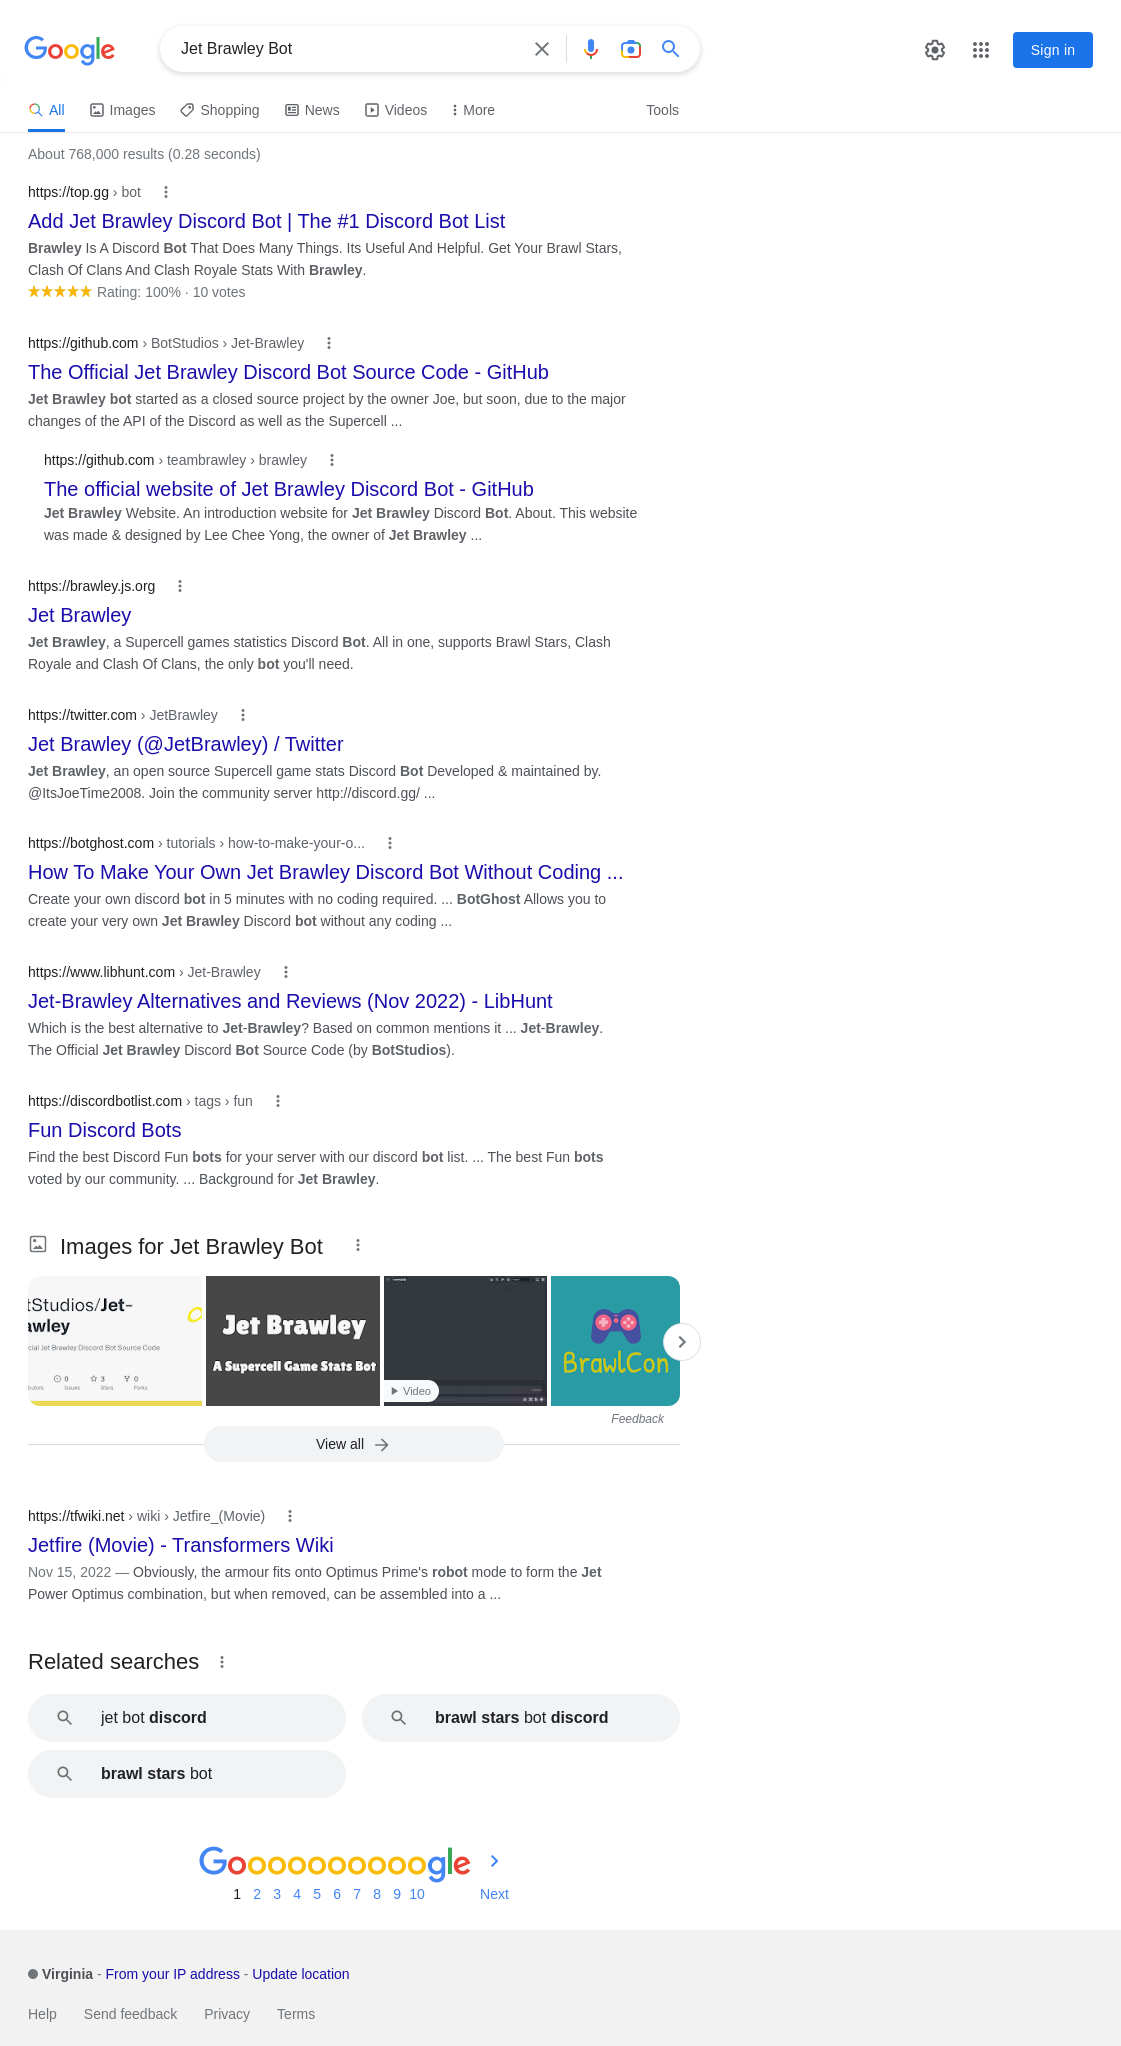 Google
Jet Brawley Bot
Sign in
All
Images
Shopping
News
Videos
More
Tools
About 768,000 results (0.28 seconds)
https://top.gg › bot
Add Jet Brawley Discord Bot | The #1 Discord Bot List
Brawley Is A Discord Bot That Does Many Things. Its Useful And Helpful. Get Your Brawl Stars,
Clash Of Clans And Clash Royale Stats With Brawley.
Rating: 100% · 10 votes
https://github.com › BotStudios › Jet-Brawley
The Official Jet Brawley Discord Bot Source Code - GitHub
Jet Brawley bot started as a closed source project by the owner Joe, but soon, due to the major
changes of the API of the Discord as well as the Supercell ...
https://github.com › teambrawley › brawley
The official website of Jet Brawley Discord Bot - GitHub
Jet Brawley Website. An introduction website for Jet Brawley Discord Bot. About. This website
was made & designed by Lee Chee Yong, the owner of Jet Brawley ...
https://brawley.js.org
Jet Brawley
Jet Brawley, a Supercell games statistics Discord Bot. All in one, supports Brawl Stars, Clash
Royale and Clash Of Clans, the only bot you'll need.
https://twitter.com › JetBrawley
Jet Brawley (@JetBrawley) / Twitter
Jet Brawley, an open source Supercell game stats Discord Bot Developed & maintained by.
@ItsJoeTime2008. Join the community server http://discord.gg/ ...
https://botghost.com › tutorials › how-to-make-your-o...
How To Make Your Own Jet Brawley Discord Bot Without Coding ...
Create your own discord bot in 5 minutes with no coding required. ... BotGhost Allows you to
create your very own Jet Brawley Discord bot without any coding ...
https://www.libhunt.com › Jet-Brawley
Jet-Brawley Alternatives and Reviews (Nov 2022) - LibHunt
Which is the best alternative to Jet-Brawley? Based on common mentions it ... Jet-Brawley.
The Official Jet Brawley Discord Bot Source Code (by BotStudios).
https://discordbotlist.com › tags › fun
Fun Discord Bots
Find the best Discord Fun bots for your server with our discord bot list. ... The best Fun bots
voted by our community. ... Background for Jet Brawley.
Images for Jet Brawley Bot
tStudios/Jet-
awley
cial Jet Brawley Discord Bot Source Code
0
3
0
butors
Issues
Stars
Forks
Jet Brawley
A Supercell Game Stats Bot
Video
BrawlCon
Feedback
View all
https://tfwiki.net › wiki › Jetfire_(Movie)
Jetfire (Movie) - Transformers Wiki
Nov 15, 2022 — Obviously, the armour fits onto Optimus Prime's robot mode to form the Jet
Power Optimus combination, but when removed, can be assembled into a ...
Related searches
jet bot discord
brawl stars bot discord
brawl stars bot
Goooooooooogle
1 2 3 4 5 6 7 8 9 10 Next
Virginia - From your IP address - Update location
Help
Send feedback
Privacy
Terms